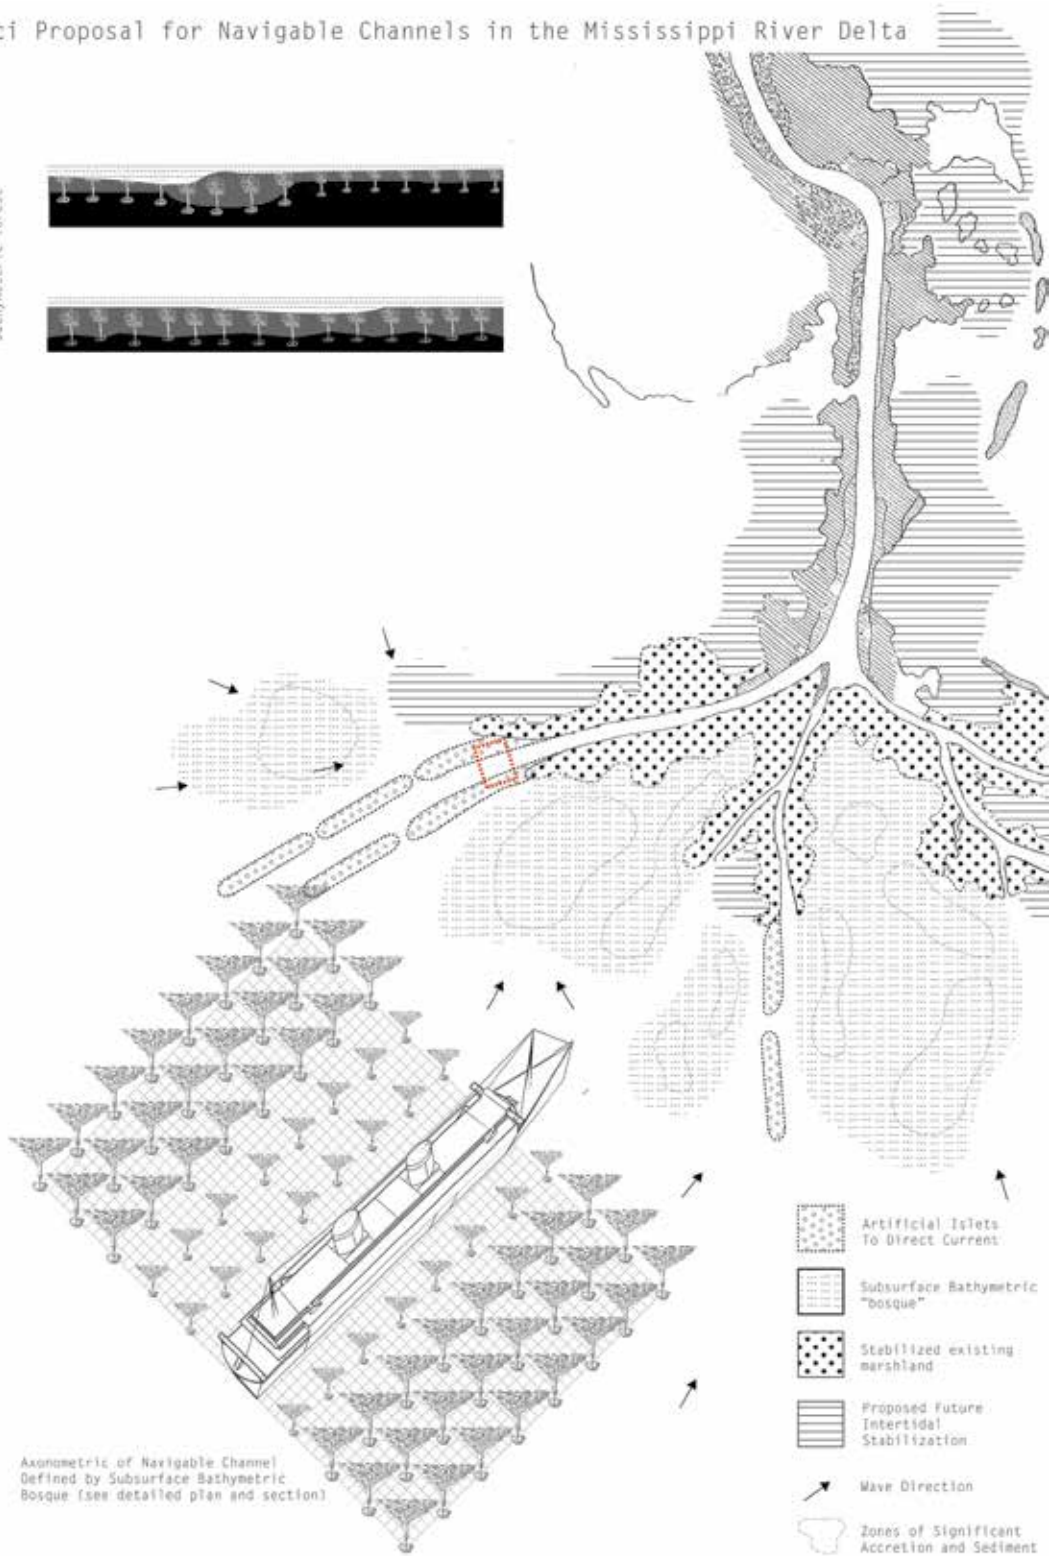 Proposal for Navigable Channels in the Mississippi River Delta
Artificial Islets
To Direct Current
Subsurface Bathymetric
"bosque"
Stabilized existing
marshland
Proposed Future
Intertidal
Stabilization
Wave Direction
Zones of Significant
Accretion and Sediment
Axonometric of Navigable Channel
Defined by Subsurface Bathymetric
Bosque (see detailed plan and section)